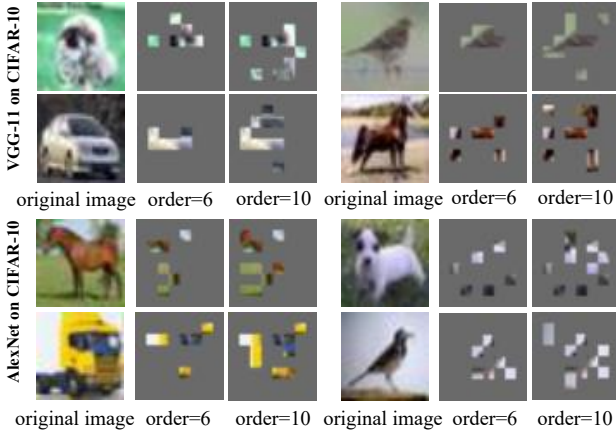 VGG-11 on CIFAR-10
original image order=6 order=10 original image order=6 order=10
AlexNet on CIFAR-10
original image order=6 order=10 original image order=6 order=10